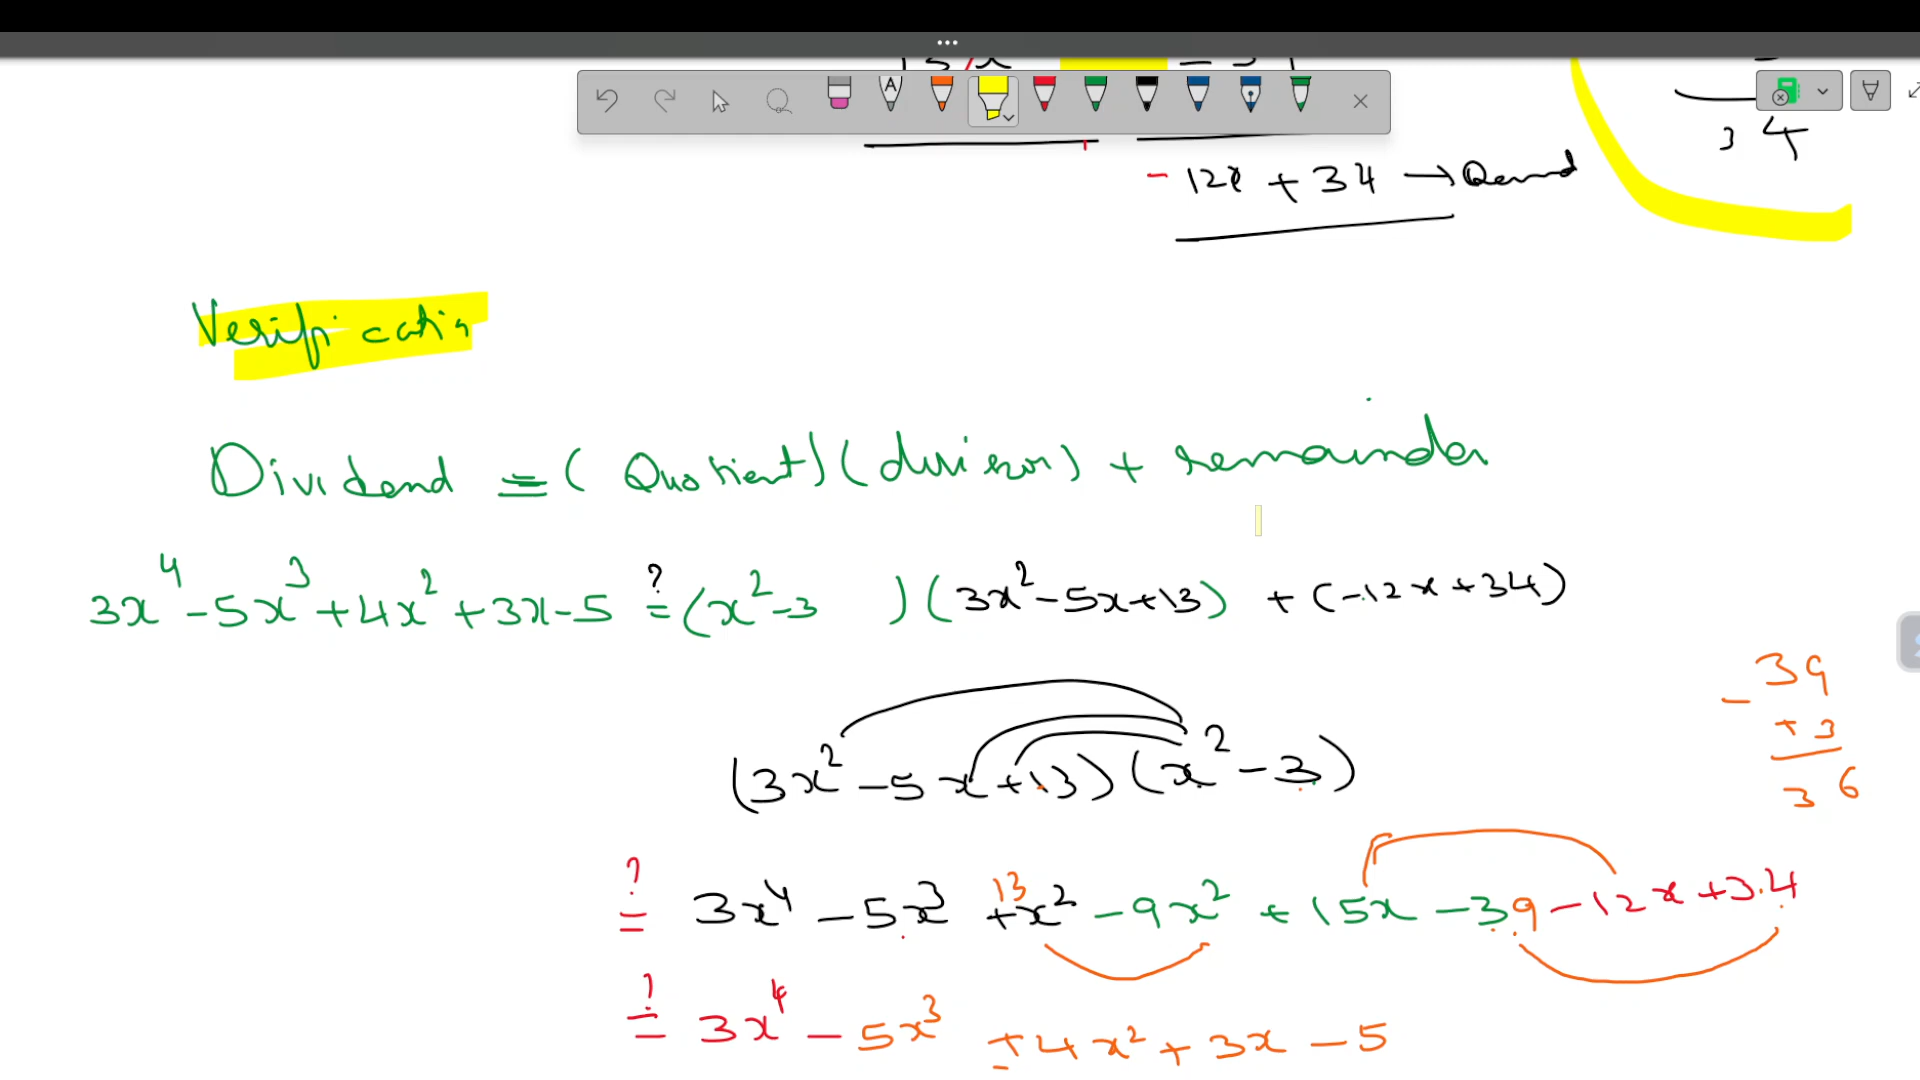 3 4
- 12x + 34 →
Verification
Dividend = (Quotient)(divisor) + remainder
3x⁴ - 5x³ + 4x² + 3x - 5 ≟ (x² - 3 ) (3x² - 5x + 13) + (-12x + 34)
39
- + 3
3 6
(3x² - 5x + 13)(x² - 3)
≟ 3x⁴ - 5x³ + 13x² - 9x² + 15x - 39 - 12x + 34
≟ 3x⁴ - 5x³ + 4x² + 3x - 5